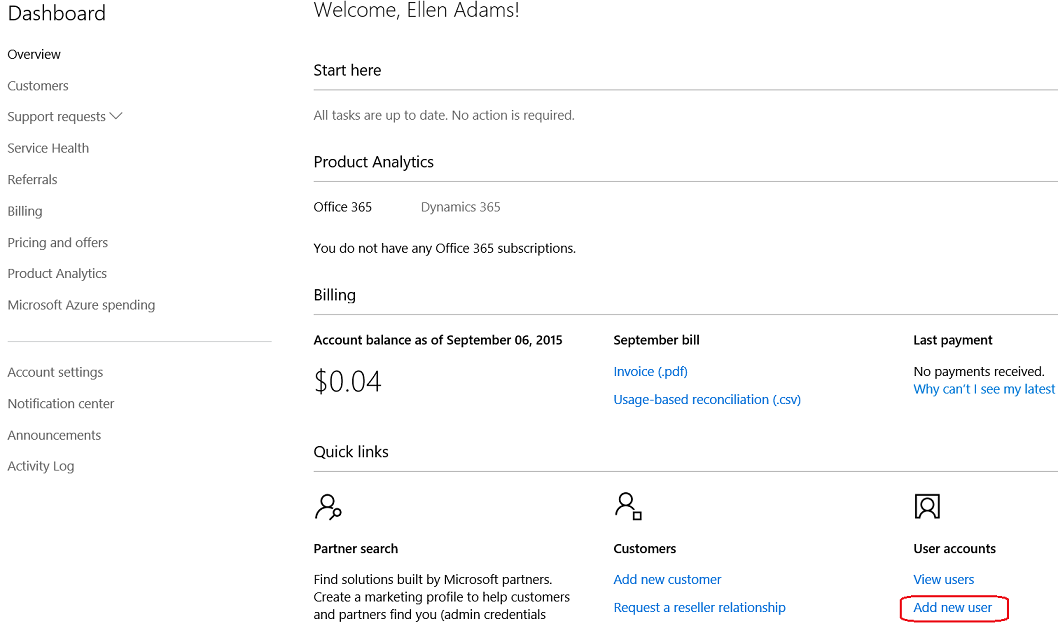 Dashboard
Overview
Customers
Support requests
Service Health
Referrals
Billing
Pricing and offers
Product Analytics
Microsoft Azure spending
Account settings
Notification center
Announcements
Activity Log
Welcome, Ellen Adams!
Start here
All tasks are up to date. No action is required.
Product Analytics
Office 365 Dynamics 365
You do not have any Office 365 subscriptions.
Billing
Account balance as of September 06, 2015
$0.04
September bill
Invoice (.pdf)
Usage-based reconciliation (.csv)
Last payment
No payments received.
Why can't I see my latest
Quick links
Partner search
Find solutions built by Microsoft partners.
Create a marketing profile to help customers
and partners find you (admin credentials
Customers
Add new customer
Request a reseller relationship
User accounts
View users
Add new user